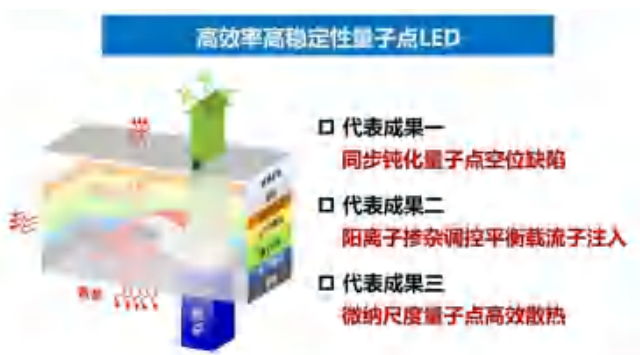 高效率高稳定性量子点LED
代表成果一
同步钝化量子点空位缺陷
代表成果二
阳离子掺杂调控平衡载流子注入
代表成果三
微纳尺度量子点高效散热